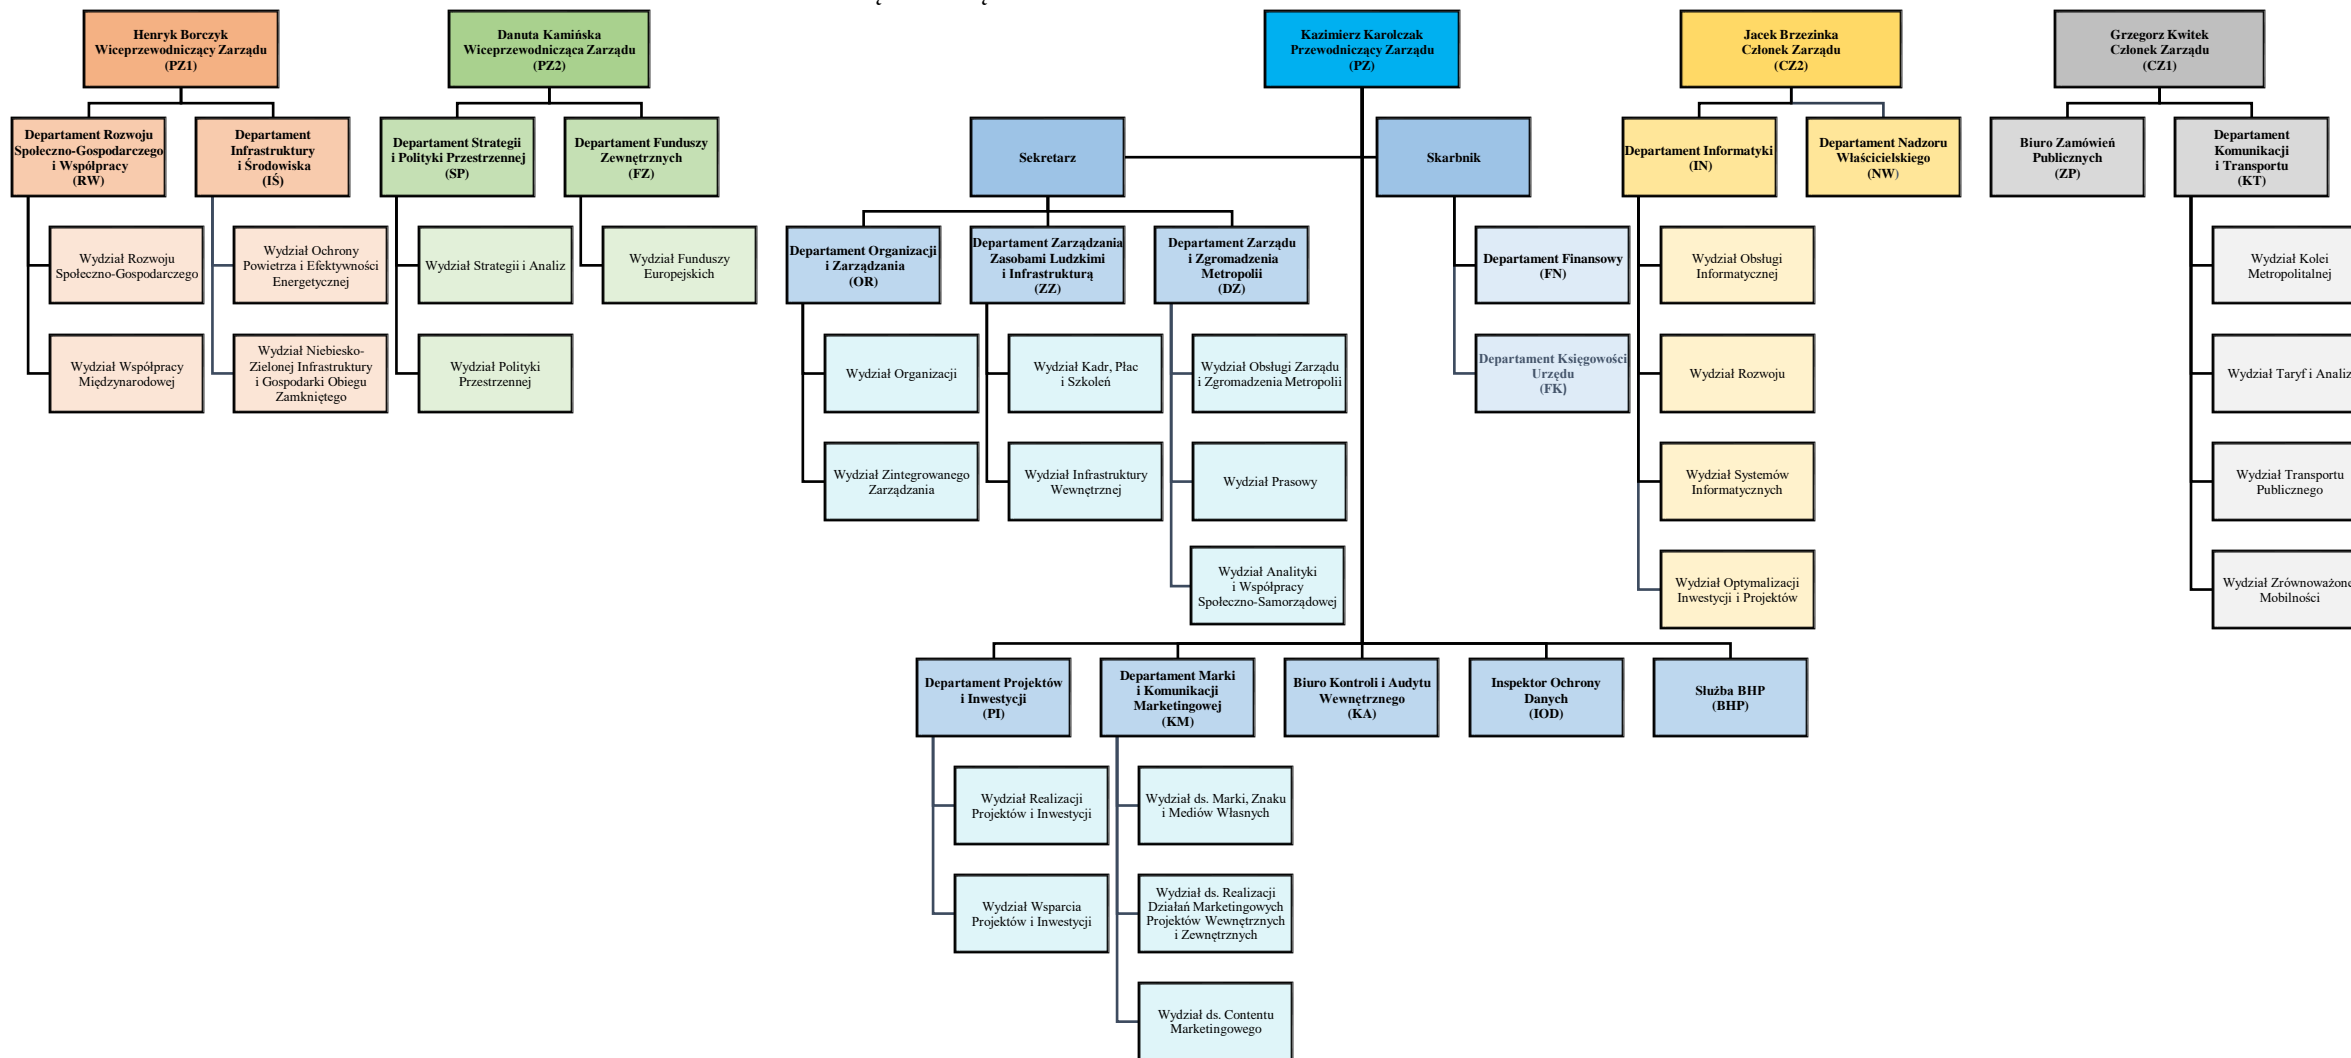 Henryk Borczyk
Wiceprzewodniczący Zarządu
(PZ1)
Danuta Kamińska
Wiceprzewodnicząca Zarządu
(PZ2)
Kazimierz Karolczak
Przewodniczący Zarządu
(PZ)
Jacek Brzezinka
Członek Zarządu
(CZ2)
Grzegorz Kwitek
Członek Zarządu
(CZ1)
Departament Rozwoju
Społeczno-Gospodarczego
i Współpracy
(RW)
Departament
Infrastruktury
i Środowiska
(IŚ)
Departament Strategii
i Polityki Przestrzennej
(SP)
Departament Funduszy
Zewnętrznych
(FZ)
Sekretarz
Skarbnik
Departament Informatyki
(IN)
Departament Nadzoru
Właścicielskiego
(NW)
Biuro Zamówień
Publicznych
(ZP)
Departament
Komunikacji
i Transportu
(KT)
Wydział Rozwoju
Społeczno-Gospodarczego
Wydział Ochrony
Powietrza i Efektywności
Energetycznej
Wydział Strategii i Analiz
Wydział Funduszy
Europejskich
Departament Organizacji
i Zarządzania
(OR)
Departament Zarządzania
Zasobami Ludzkimi
i Infrastrukturą
(ZZ)
Departament Zarządu
i Zgromadzenia
Metropolii
(DZ)
Departament Finansowy
(FN)
Wydział Obsługi
Informatycznej
Wydział Kolei
Metropolitalnej
Wydział Współpracy
Międzynarodowej
Wydział Niebiesko-
Zielonej Infrastruktury
i Gospodarki Obiegu
Zamkniętego
Wydział Polityki
Przestrzennej
Wydział Organizacji
Wydział Kadr, Płac
i Szkoleń
Wydział Obsługi Zarządu
i Zgromadzenia Metropolii
Departament Księgowości
Urzędu
(FK)
Wydział Rozwoju
Wydział Taryf i Analiz
Wydział Zintegrowanego
Zarządzania
Wydział Infrastruktury
Wewnętrznej
Wydział Prasowy
Wydział Systemów
Informatycznych
Wydział Transportu
Publicznego
Wydział Analityki
i Współpracy
Społeczno-Samorządowej
Wydział Optymalizacji
Inwestycji i Projektów
Wydział Zrównoważone
Mobilności
Departament Projektów
i Inwestycji
(PI)
Departament Marki
i Komunikacji
Marketingowej
(KM)
Biuro Kontroli i Audytu
Wewnętrznego
(KA)
Inspektor Ochrony
Danych
(IOD)
Służba BHP
(BHP)
Wydział Realizacji
Projektów i Inwestycji
Wydział ds. Marki, Znaku
i Mediów Własnych
Wydział Wsparcia
Projektów i Inwestycji
Wydział ds. Realizacji
Działań Marketingowych
Projektów Wewnętrznych
i Zewnętrznych
Wydział ds. Contentu
Marketingowego